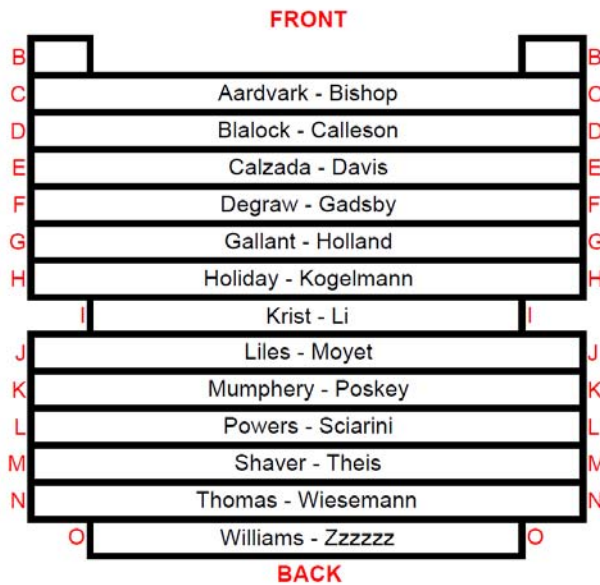 FRONT
B B
C Aardvark - Bishop C
D Blalock - Calleson D
E Calzada - Davis E
F Degraw - Gadsby F
G Gallant - Holland G
H Holiday - Kogelmann H
I Krist - Li I
J Liles - Moyet J
K Mumphery - Poskey K
L Powers - Sciarini L
M Shaver - Theis M
N Thomas - Wiesemann N
O Williams - Zzzzzz O
BACK